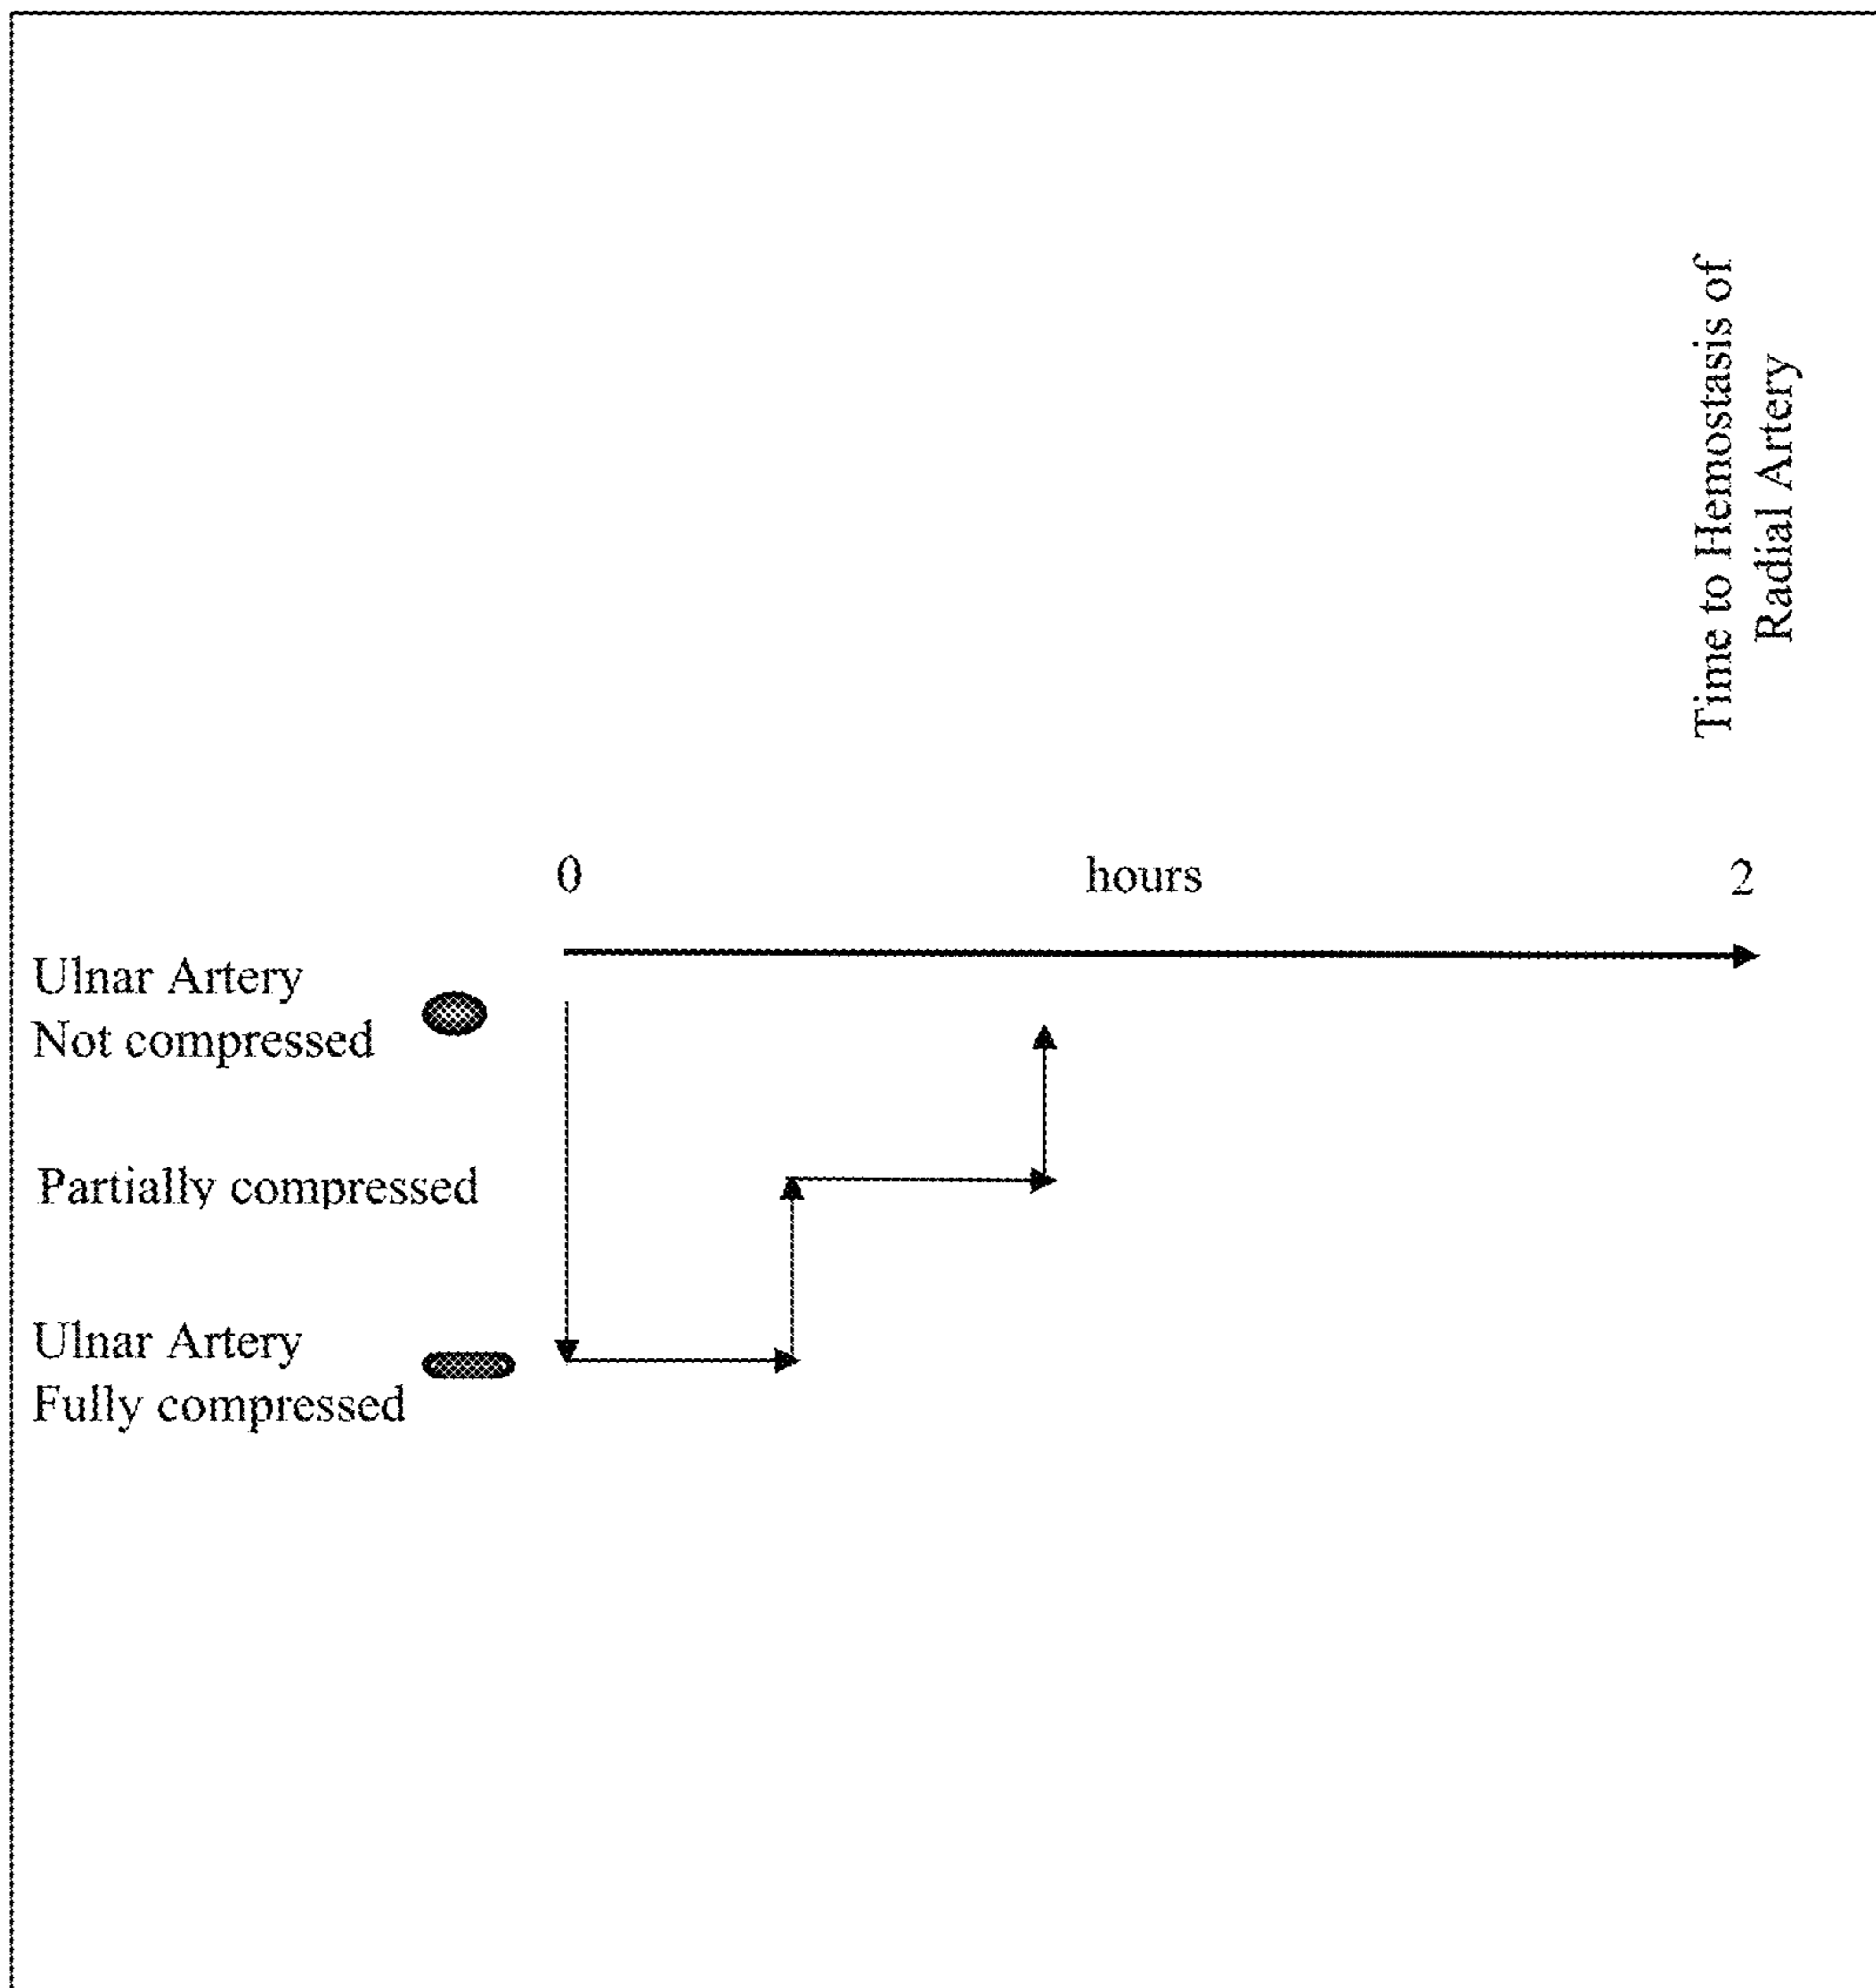 Time to Hemostasis of
Radial Artery
0 hours 2
Ulnar Artery
Not compressed
Partially compressed
Ulnar Artery
Fully compressed